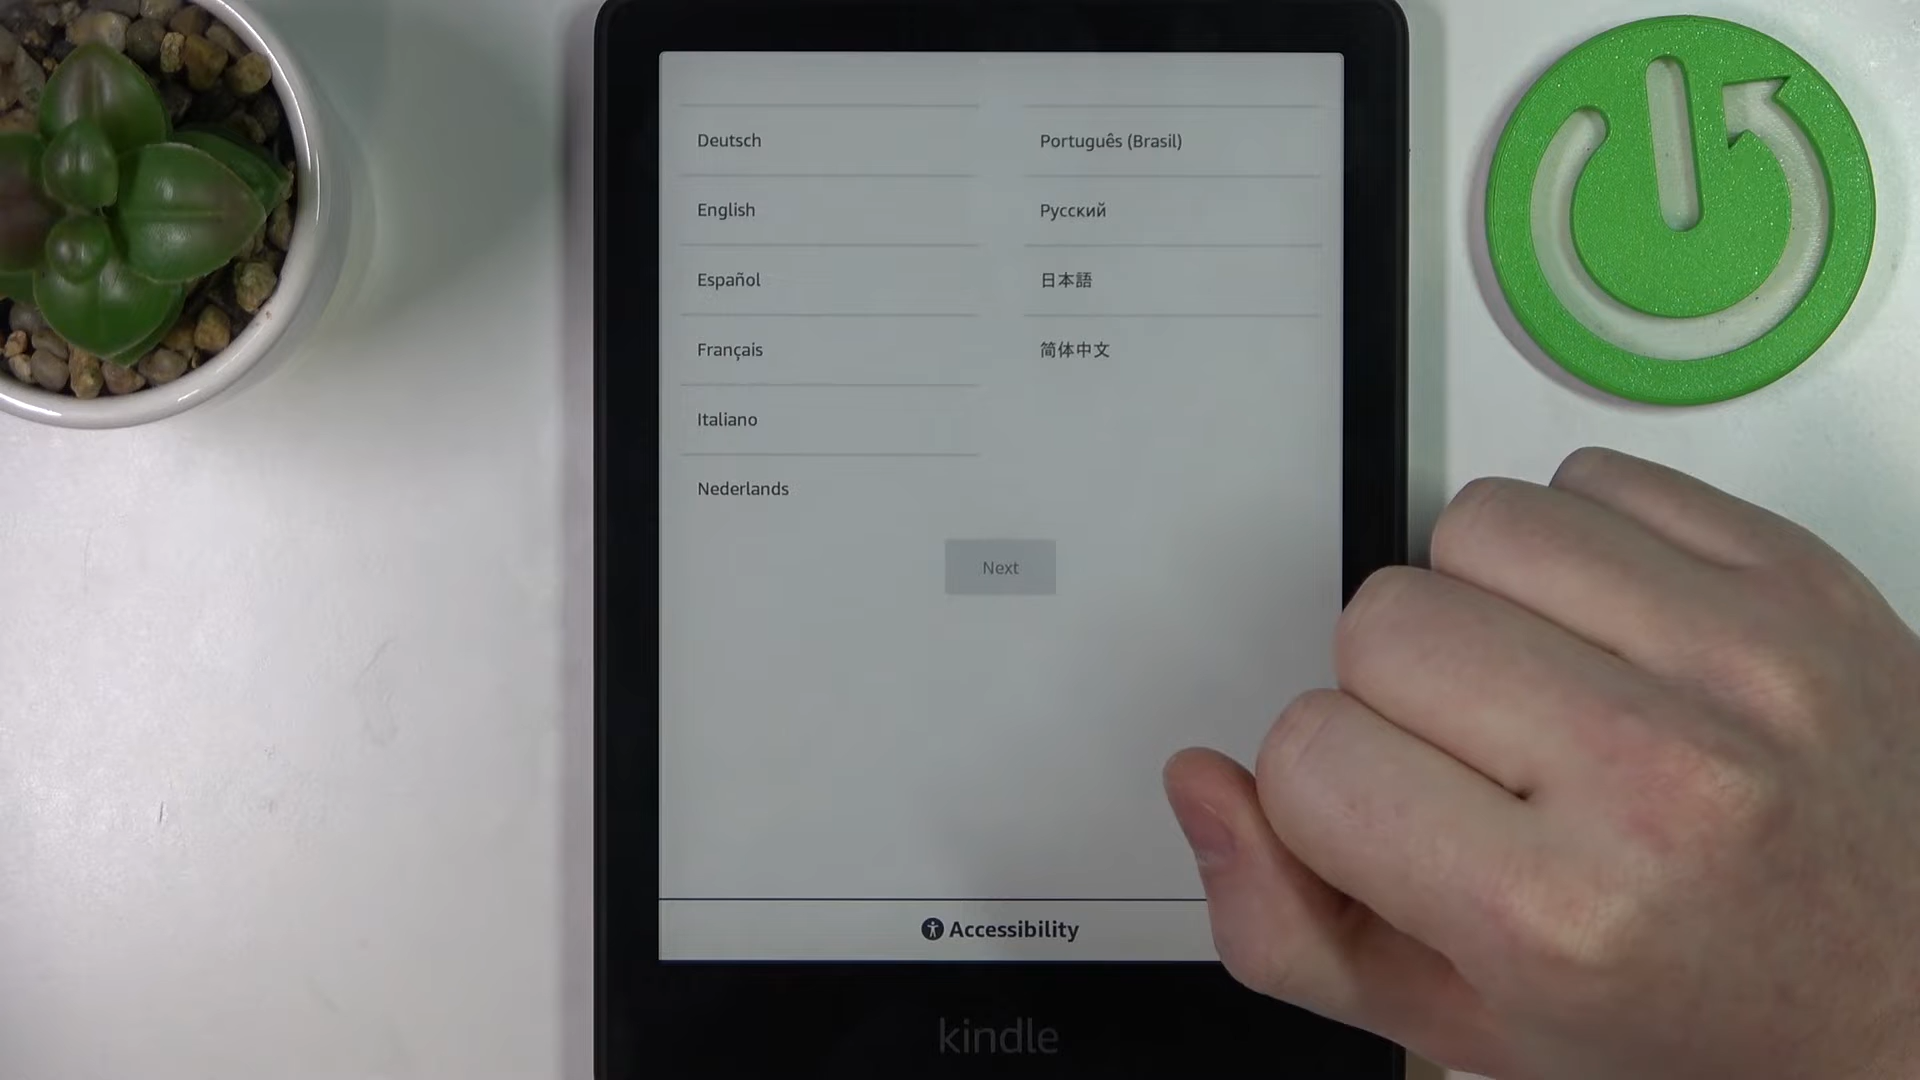 Deutsch
English
Español
Français
Italiano
Nederlands
Português (Brasil)
Русский
日本語
简体中文
Next
Accessibility
kindle